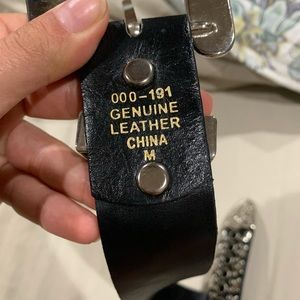 000-191
GENUINE
LEATHER
CHINA
M